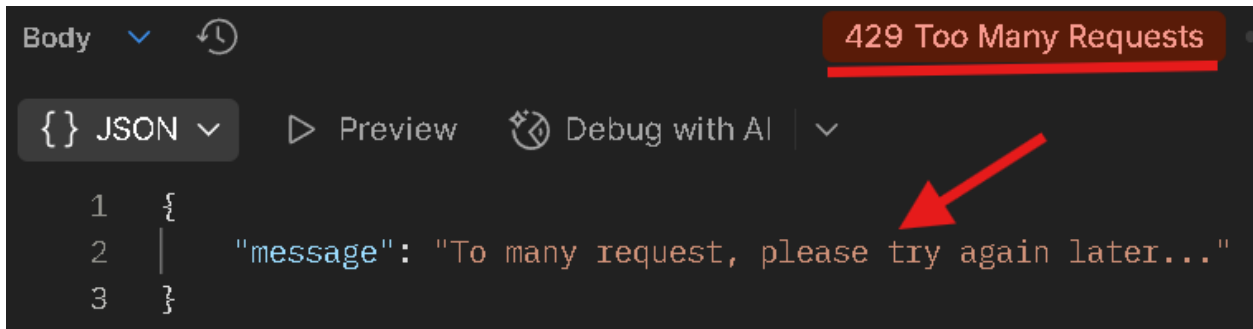 Body
429 Too Many Requests
{} JSON
Preview
Debug with AI
1 {
2 "message": "To many request, please try again later..."
3 }